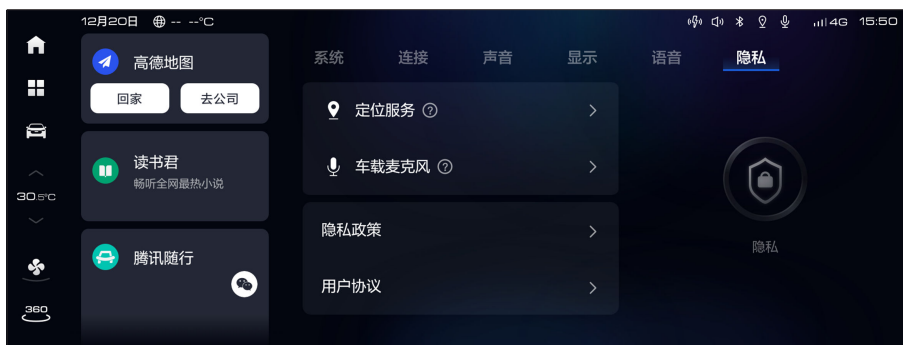 12月20日 -- --°C 4G 15:50
系统 连接 声音 显示 语音 隐私
高德地图
回家 去公司
读书君
畅听全网最热小说
腾讯随行
30.5°C
360
定位服务 ?
车载麦克风 ?
隐私政策
用户协议
隐私